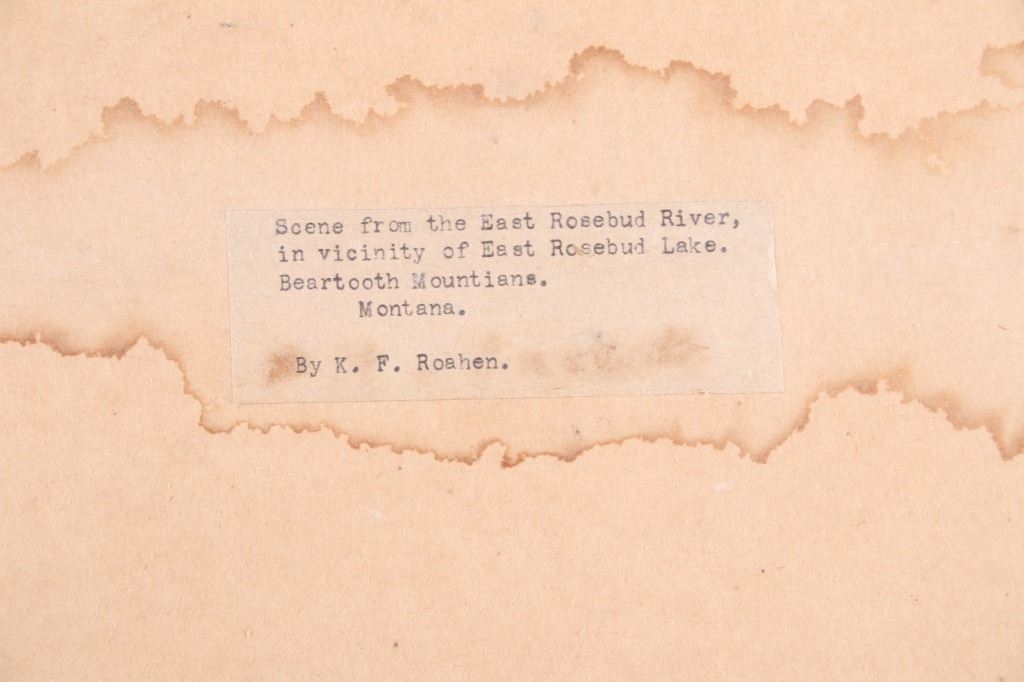 Scene from the East Rosebud River,
in vicinity of East Rosebud Lake.
Beartooth Mountians.
Montana.
By K. F. Roahen.